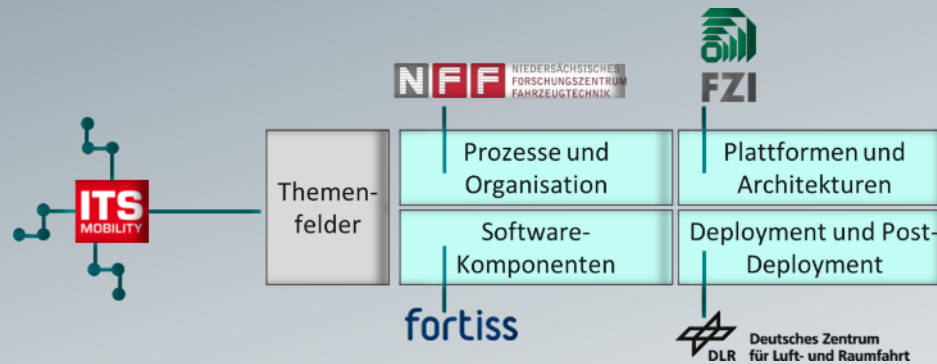 NFF NIEDERSÄCHSISCHES
FORSCHUNGSZENTRUM
FAHRZEUGTECHNIK
FZI
ITS
MOBILITY
Themen-
felder
Prozesse und
Organisation
Plattformen und
Architekturen
Software-
Komponenten
Deployment und Post-
Deployment
fortiss
DLR
Deutsches Zentrum
für Luft- und Raumfahrt